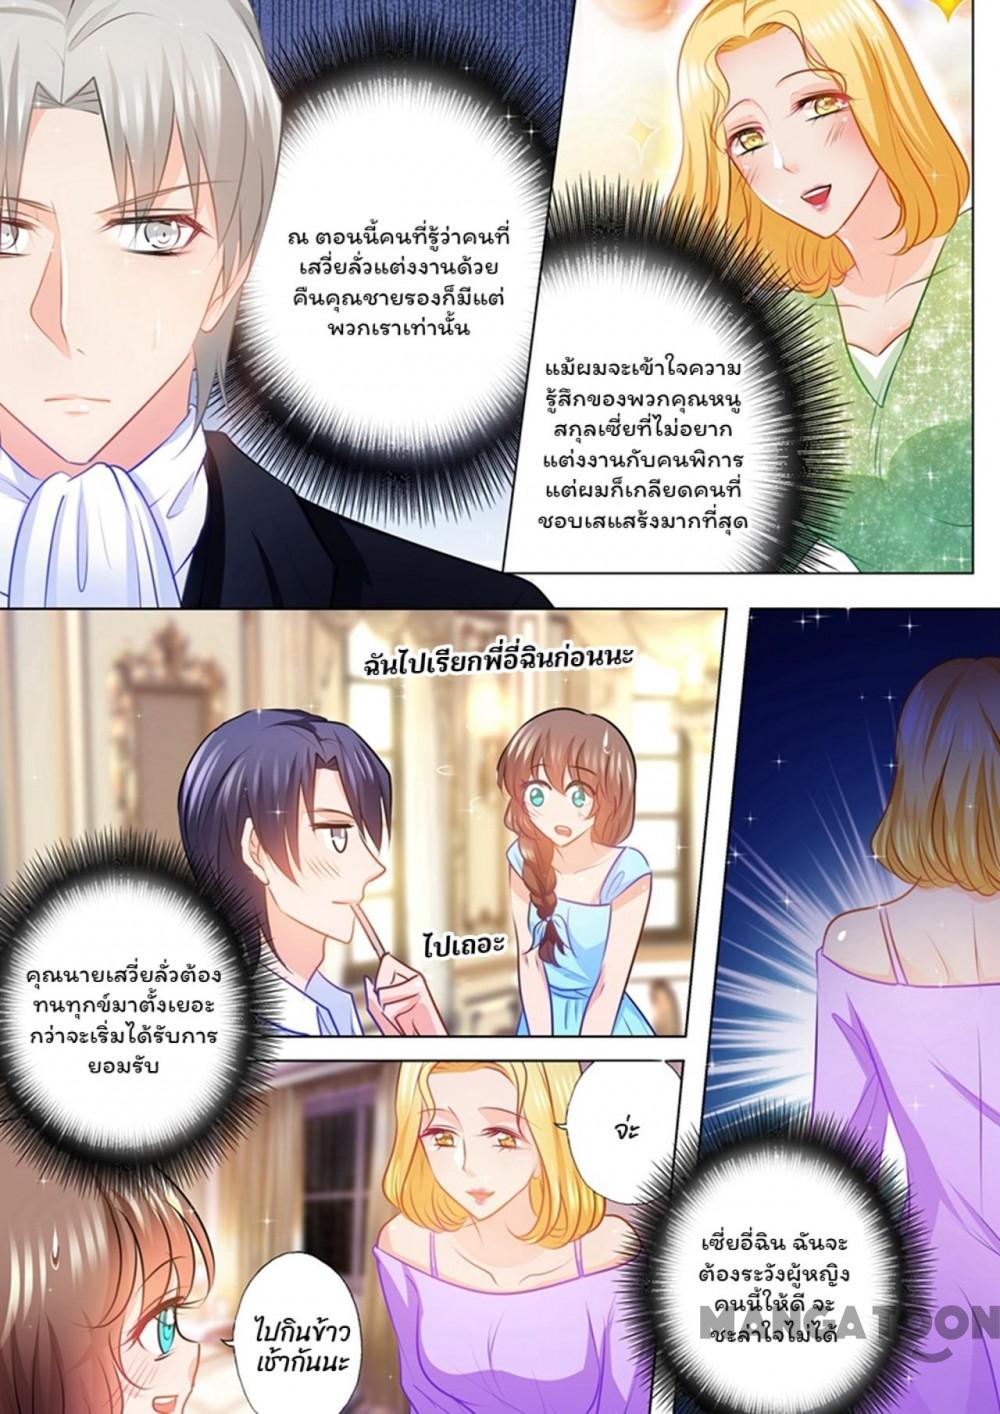 ณ ตอนนี้คนที่รู้ว่าคนที่
เสวี่ยลั่วแต่งงานด้วย
คืนคุณชายรองก็มีแต่
พวกเราเท่านั้น
แม้ผมจะเข้าใจความ
รู้สึกของพวกคุณหนู
สกุลเซี่ยที่ไม่อยาก
แต่งงานกับคนพิการ
แต่ผมก็เกลียดคนที่
ชอบเสแสร้งมากที่สุด
ฉันไปเรียกพี่อี่ฉินก่อนนะ
ไปเถอะ
คุณนายเสวี่ยลั่วต้อง
ทนทุกข์มาตั้งเยอะ
กว่าจะเริ่มได้รับการ
ยอมรับ
จ่ะ
เซี่ยอี่ฉิน ฉันจะ
ต้องระวังผู้หญิง
คนนี้ให้ดี จะ
ชะล่าใจไม่ได้
ไปกินข้าว
เช้ากันนะ
MANGATOON